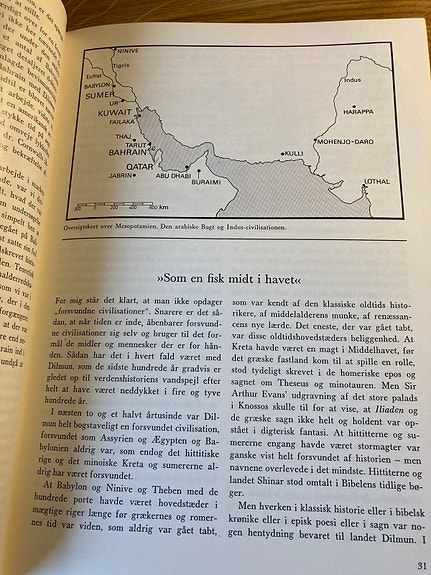 NINIVE
Tigris
Eufrat
BABYLON
SUMER
UR
KUWAIT
FAILAKA
THAJ
TARUT
BAHRAIN
QATAR
JABRIN
ABU DHABI
BURAIMI
Indus
HARAPPA
MOHENJO-DARO
KULLI
LOTHAL
200 400 600 km
Oversigtskort over Mesopotamien, Den arabiske Bugt og Indus-civilisationen.
»Som en fisk midt i havet«
For mig står det klart, at man ikke opdager
„forsvundne civilisationer“. Snarere er det så-
dan, at når tiden er inde, åbenbarer forsvund-
ne civilisationer sig selv og bruger til det for-
mål de midler og mennesker der er for hån-
den. Sådan har det i hvert fald været med
Dilmun, som de sidste hundrede år gradvis er
gledet op til verdenshistoriens vandspejl efter
helt at have været neddykket i fire og tyve
hundrede år.
I næsten to og et halvt årtusinde var Dil-
mun helt bogstaveligt en forsvundet civilisation,
forsvundet som Assyrien og Ægypten og Ba-
bylonien aldrig var, som endog det hittitiske
rige og det minoiske Kreta og sumererne ald-
rig har været forsvundet.
At Babylon og Ninive og Theben med de
hundrede porte havde været hovedstæder i
mægtige riger længe før grækernes og romer-
nes tid var viden, som aldrig var gået tabt,
som var kendt af den klassiske oldtids histo-
rikere, af middelalderens munke, af renæssan-
cens nye lærde. Det eneste, der var gået tabt,
var disse oldtidshovedstæders beliggenhed. At
Kreta havde været en magt i Middelhavet, før
det græske fastland kom til at spille en rolle,
stod tydeligt skrevet i de homeriske epos og
sagnet om Theseus og minotauren. Men Sir
Arthur Evans' udgravning af det store palads
i Knossos skulle til for at vise, at Iliaden og
de græske sagn ikke helt og holdent var op-
stået i digterisk fantasi. At hittitterne og su-
mererne engang havde været stormagter var
ganske vist helt forsvundet af historien – men
navnene overlevede i det mindste. Hittiterne og
landet Shinar stod omtalt i Bibelens tidlige bø-
ger.
Men hverken i klassisk historie eller i bibelsk
krønike eller i episk poesi eller i sagn var no-
gen hentydning bevaret til landet Dilmun. I
31